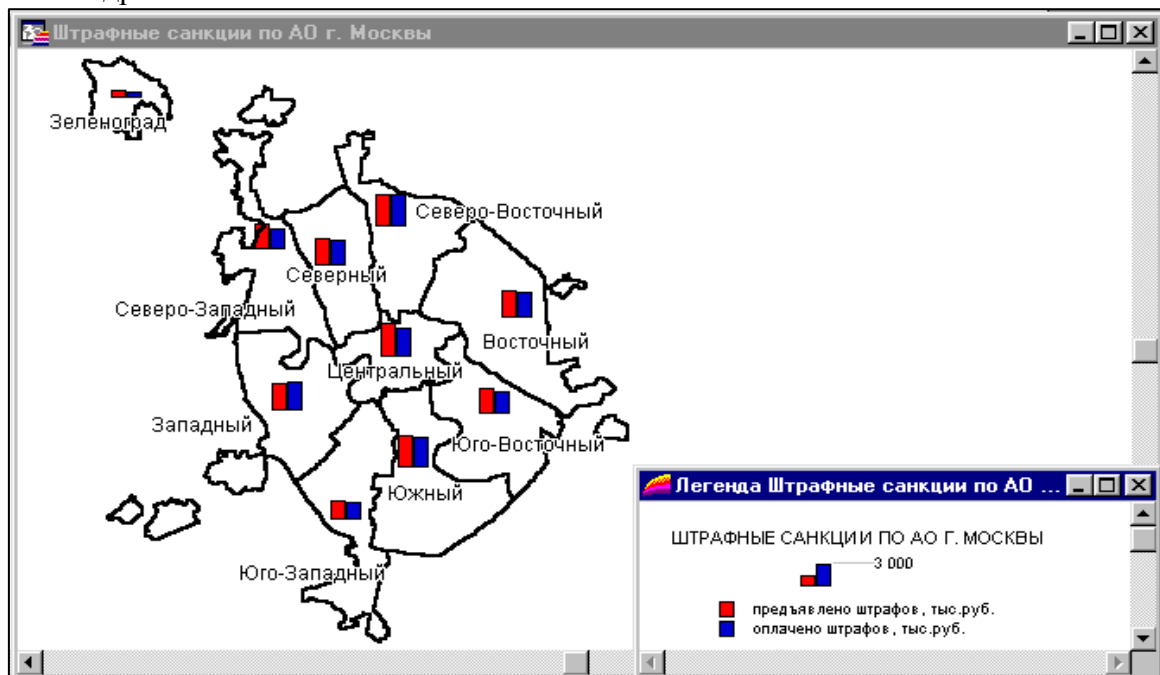 Штрафные санкции по АО г. Москвы
Зеленоград
Северо-Восточный
Северный
Северо-Западный
Восточный
Центральный
Западный
Юго-Восточный
Южный
Юго-Западный
Легенда Штрафные санкции по АО ...
ШТРАФНЫЕ САНКЦИИ ПО АО Г. МОСКВЫ
3 000
предъявлено штрафов, тыс.руб.
оплачено штрафов, тыс.руб.